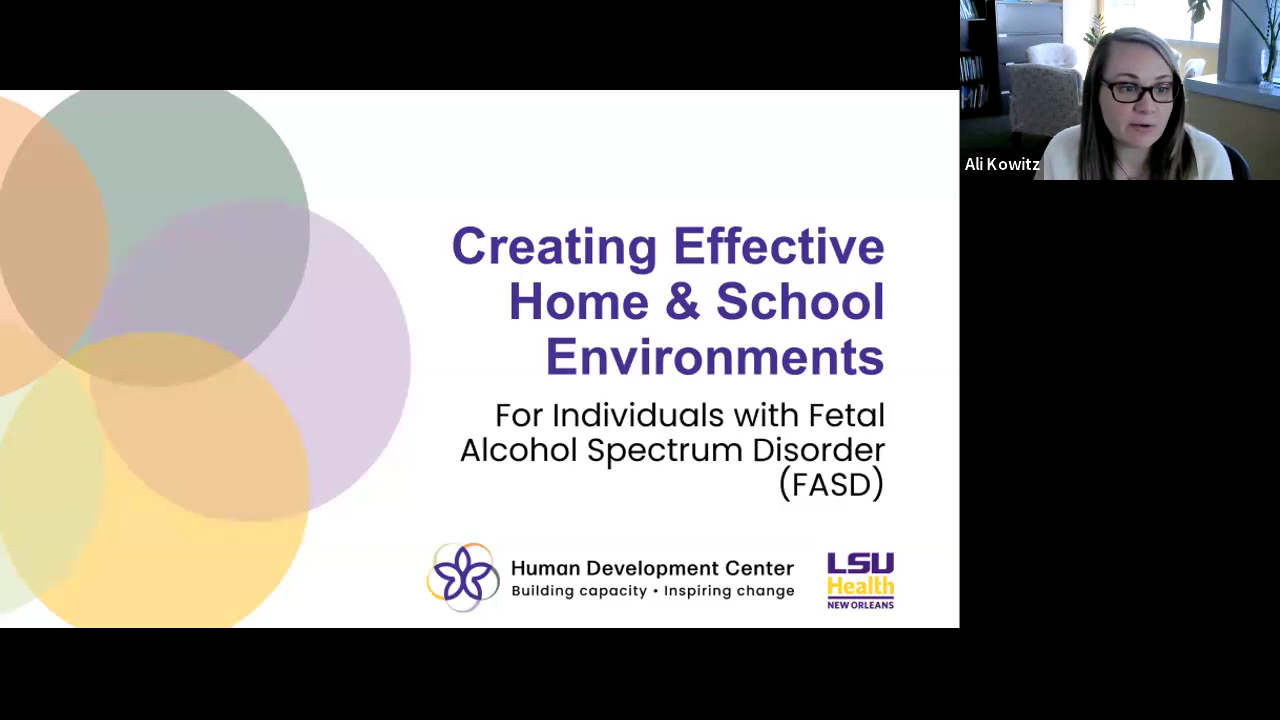 Creating Effective
Home & School
Environments
For Individuals with Fetal
Alcohol Spectrum Disorder
(FASD)
Human Development Center
Building capacity • Inspiring change
LSU
Health
NEW ORLEANS
Ali Kowitz